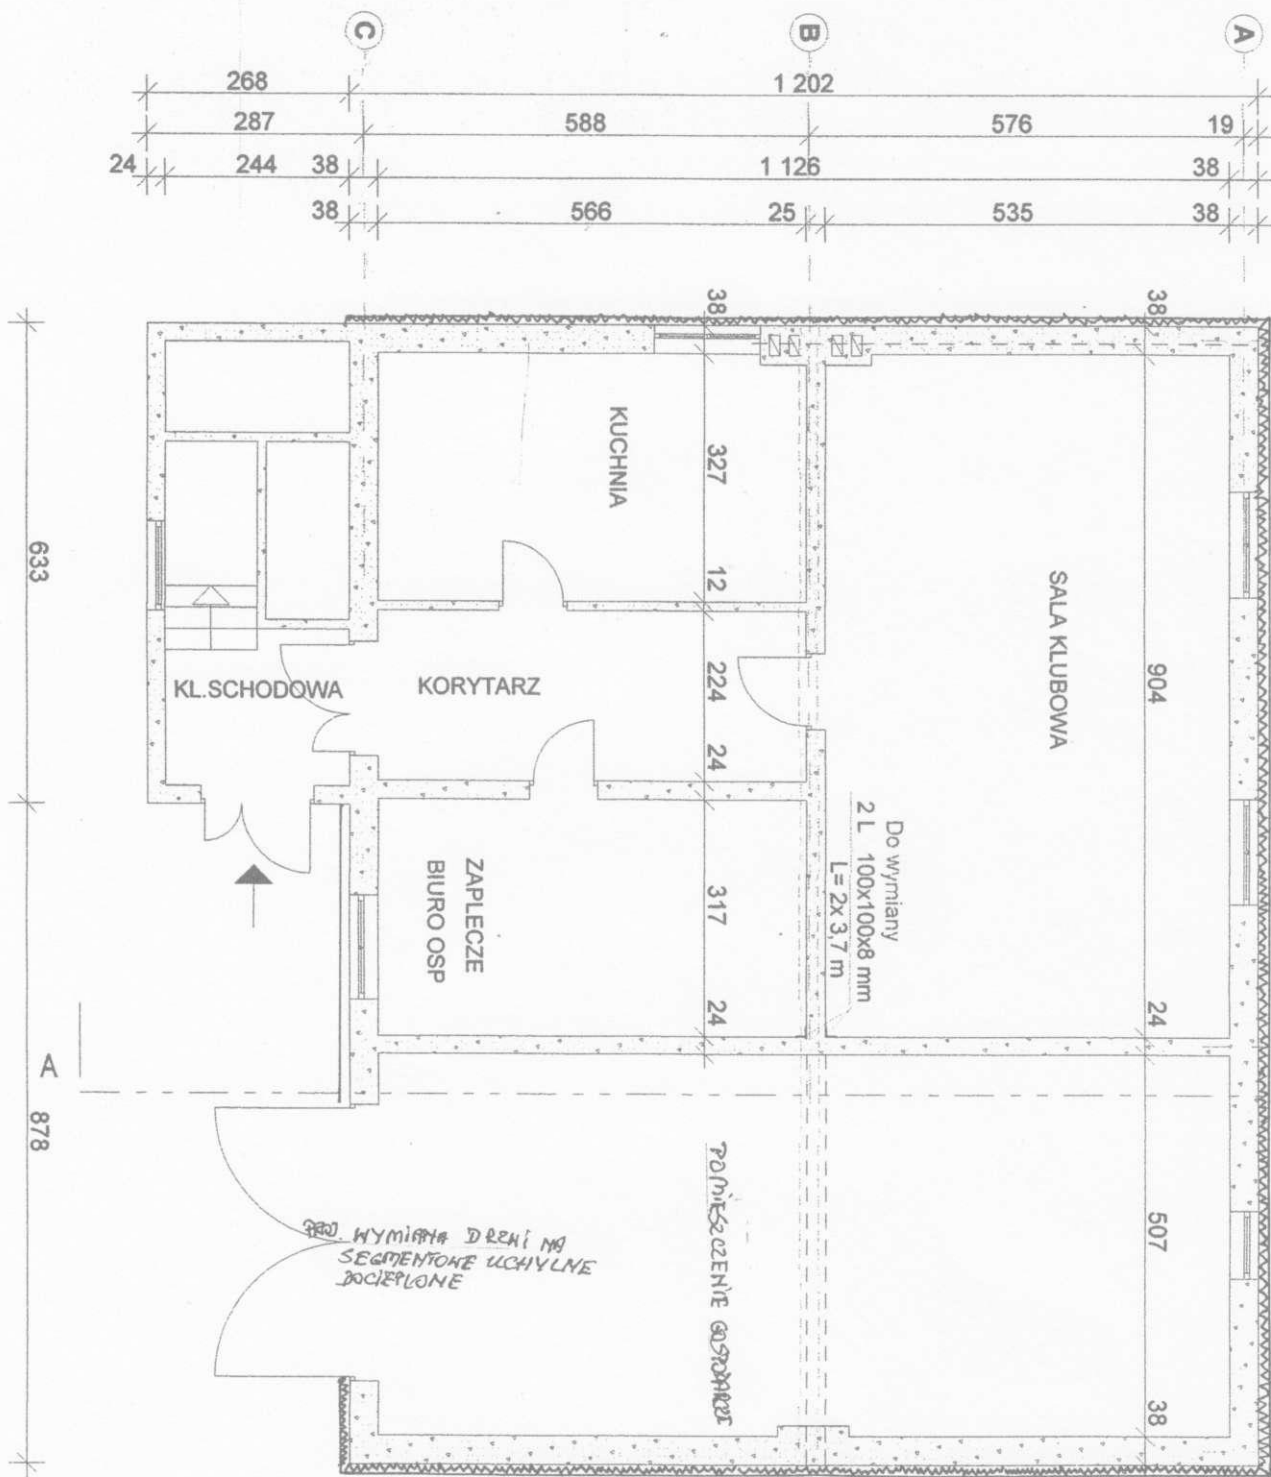 C
B
A
268
1 202
287
588
576
19
24
244
38
1 126
38
38
566
25
535
38
38
38
KUCHNIA
327
12
633
SALA KLUBOWA
904
KL.SCHODOWA
KORYTARZ
224
24
Do wymiany
2 L 100x100x8 mm
L= 2x 3,7 m
ZAPLECZE
BIURO OSP
317
24
24
A
878
WYMIANA DRZWI NA
SEGMENTOWE UCHYLNE
DOCIEPLONE
POMIESZCZENIE GOSPODARCZE
507
38